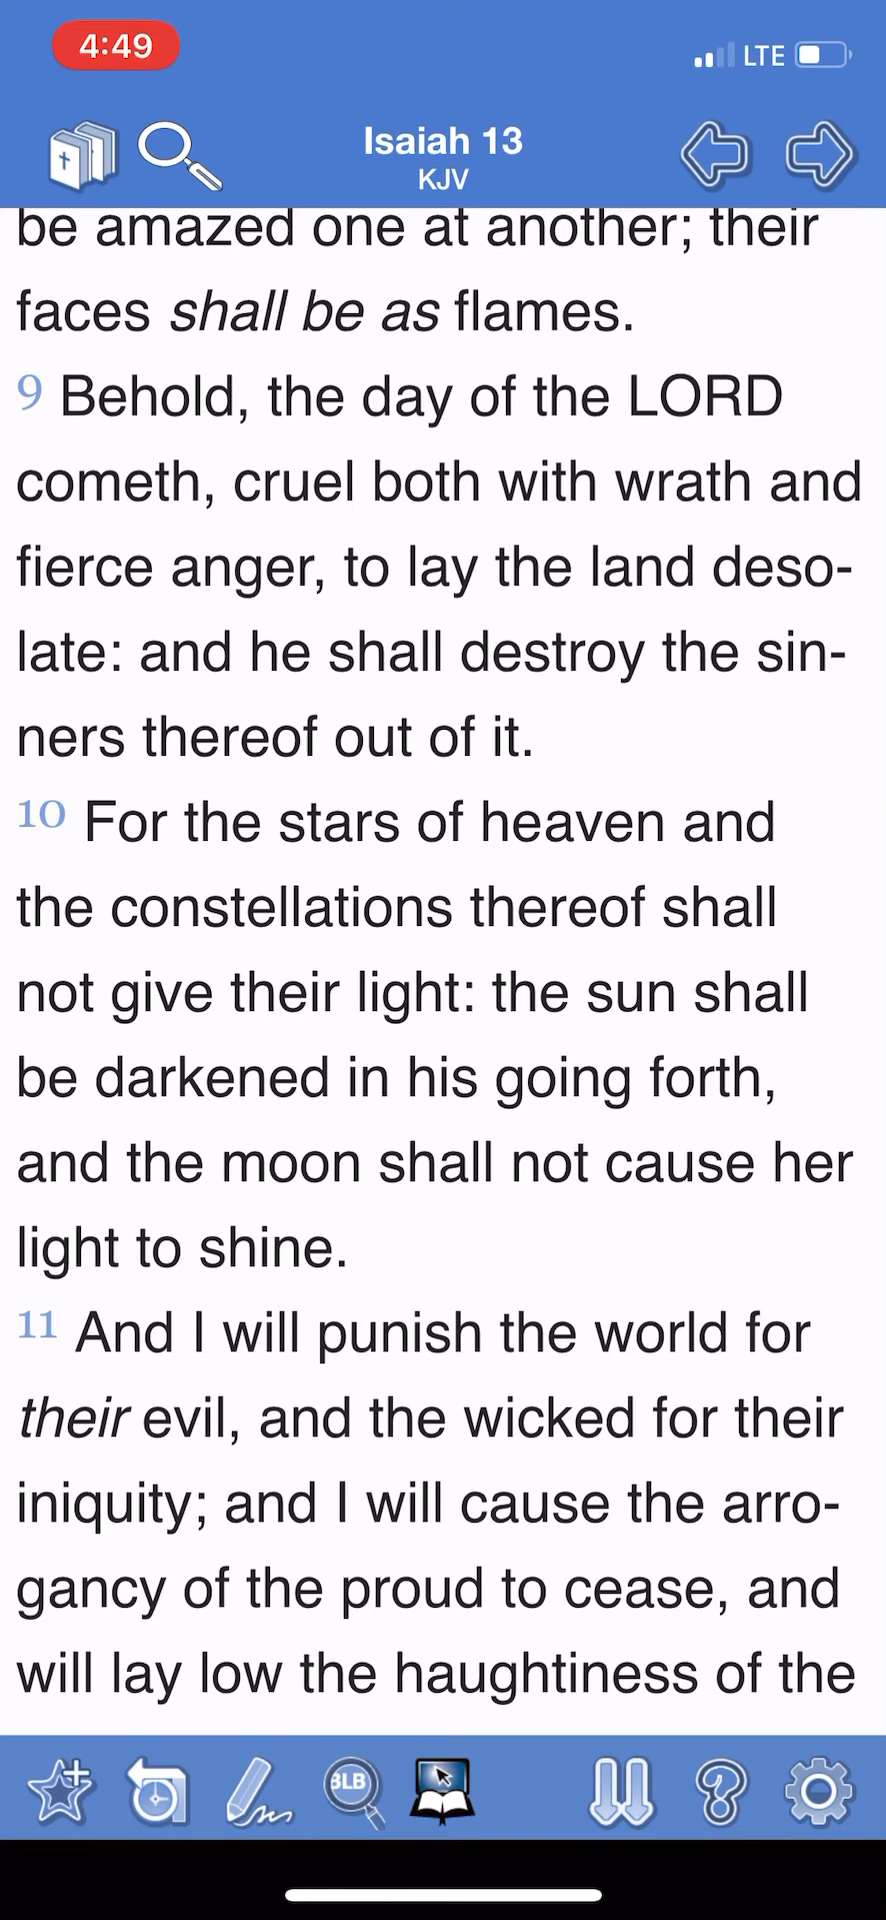 4:49
LTE
Isaiah 13
KJV
be amazed one at another; their
faces shall be as flames.
9 Behold, the day of the LORD
cometh, cruel both with wrath and
fierce anger, to lay the land deso-
late: and he shall destroy the sin-
ners thereof out of it.
10 For the stars of heaven and
the constellations thereof shall
not give their light: the sun shall
be darkened in his going forth,
and the moon shall not cause her
light to shine.
11 And I will punish the world for
their evil, and the wicked for their
iniquity; and I will cause the arro-
gancy of the proud to cease, and
will lay low the haughtiness of the
BLB